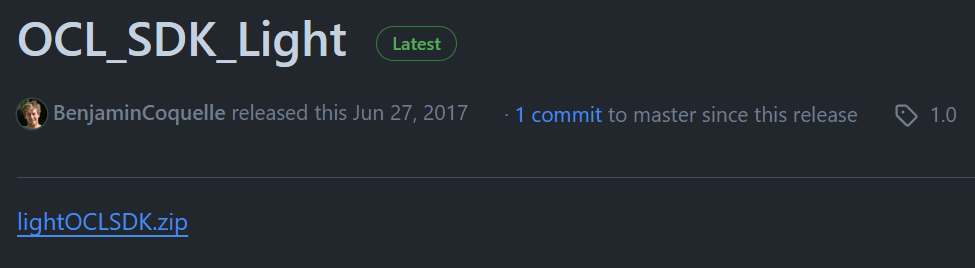 OCL_SDK_Light Latest
BenjaminCoquelle released this Jun 27, 2017 · 1 commit to master since this release 1.0
lightOCLSDK.zip